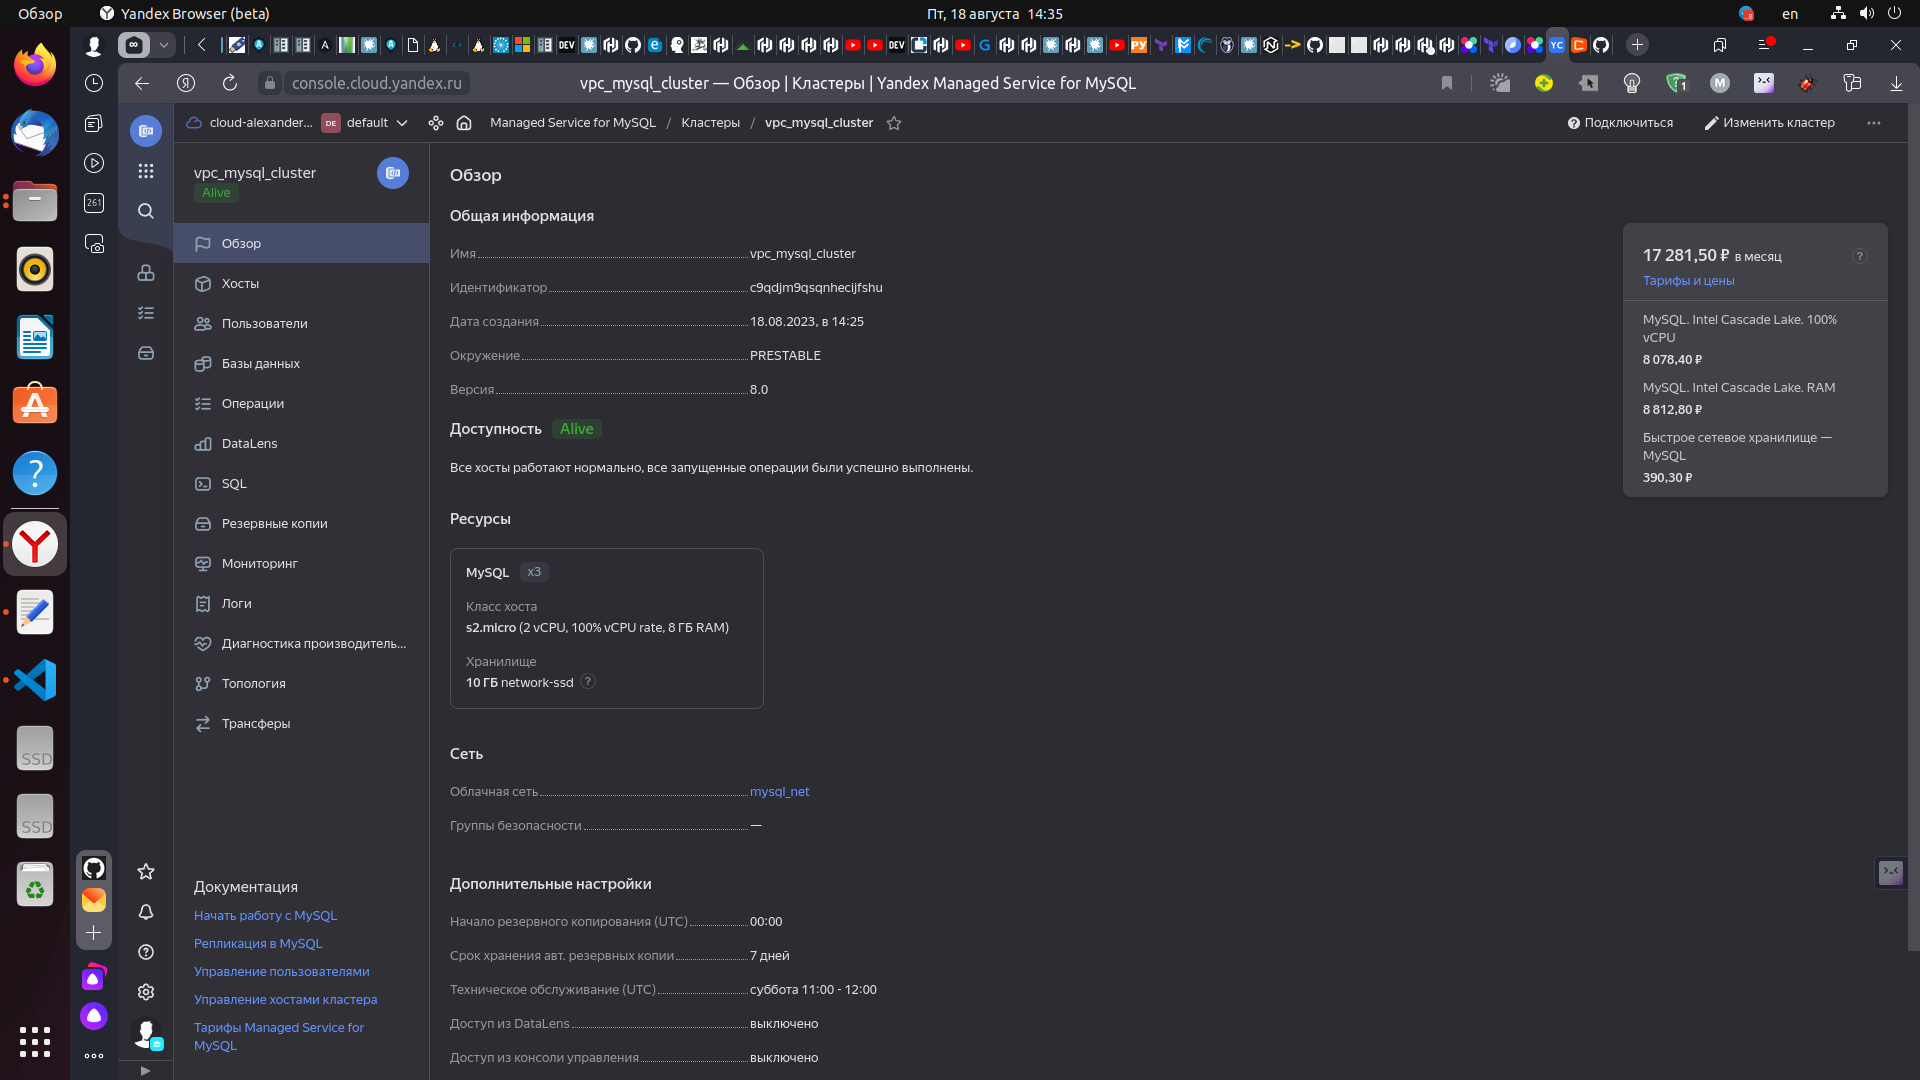 Обзор
Yandex Browser (beta)
Пт, 18 августа 14:35
en
console.cloud.yandex.ru
vpc_mysql_cluster — Обзор | Кластеры | Yandex Managed Service for MySQL
cloud-alexander...
DE
default
Managed Service for MySQL / Кластеры / vpc_mysql_cluster
Подключиться
Изменить кластер
261
vpc_mysql_cluster
Alive
Обзор
Хосты
Пользователи
Базы данных
Операции
DataLens
SQL
Резервные копии
Мониторинг
Логи
Диагностика производитель...
Топология
Трансферы
Документация
Начать работу с MySQL
Репликация в MySQL
Управление пользователями
Управление хостами кластера
Тарифы Managed Service for
MySQL
Обзор
Общая информация
Имя vpc_mysql_cluster
Идентификатор c9qdjm9qsqnhecijfshu
Дата создания 18.08.2023, в 14:25
Окружение PRESTABLE
Версия 8.0
Доступность Alive
Все хосты работают нормально, все запущенные операции были успешно выполнены.
Ресурсы
MySQL x3
Класс хоста
s2.micro (2 vCPU, 100% vCPU rate, 8 ГБ RAM)
Хранилище
10 ГБ network-ssd ?
Сеть
Облачная сеть mysql_net
Группы безопасности —
Дополнительные настройки
Начало резервного копирования (UTC) 00:00
Срок хранения авт. резервных копии 7 дней
Техническое обслуживание (UTC) суббота 11:00 - 12:00
Доступ из DataLens выключено
Доступ из консоли управления выключено
17 281,50 ₽ в месяц ?
Тарифы и цены
MySQL. Intel Cascade Lake. 100%
vCPU
8 078,40 ₽
MySQL. Intel Cascade Lake. RAM
8 812,80 ₽
Быстрое сетевое хранилище —
MySQL
390,30 ₽
SSD
SSD